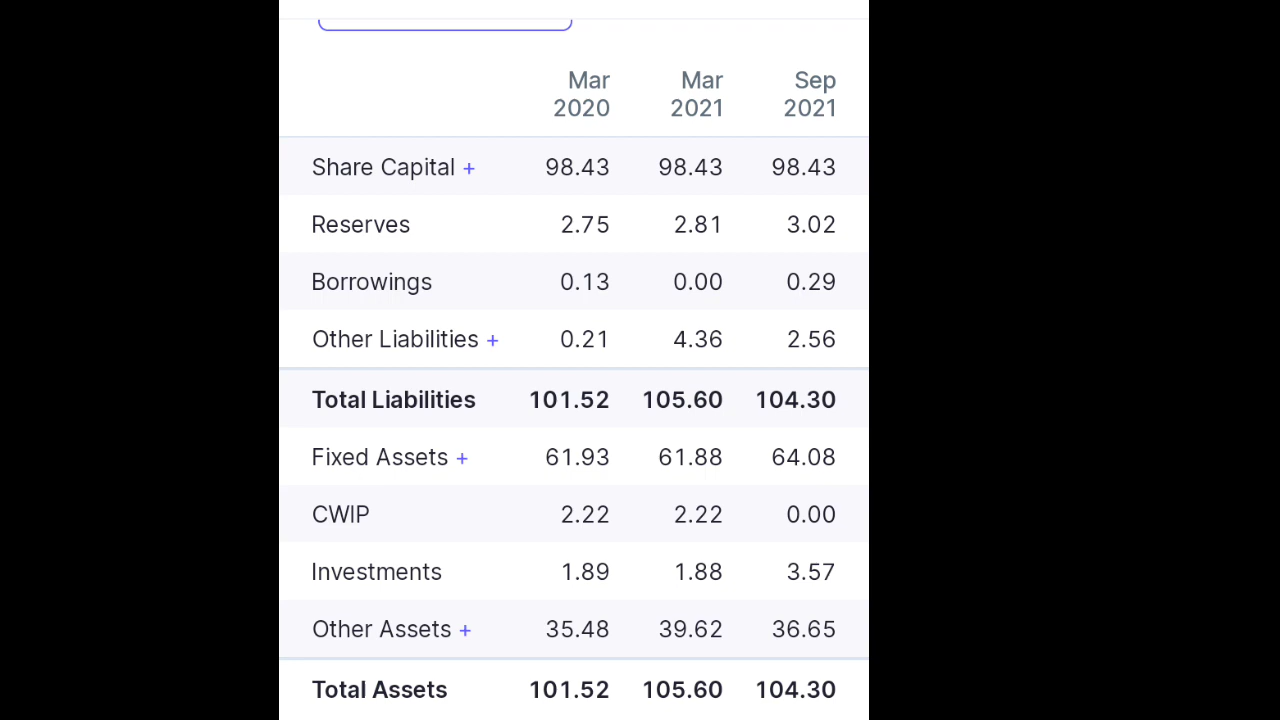 Mar Mar Sep
2020 2021 2021
Share Capital + 98.43 98.43 98.43
Reserves 2.75 2.81 3.02
Borrowings 0.13 0.00 0.29
Other Liabilities + 0.21 4.36 2.56
Total Liabilities 101.52 105.60 104.30
Fixed Assets + 61.93 61.88 64.08
CWIP 2.22 2.22 0.00
Investments 1.89 1.88 3.57
Other Assets + 35.48 39.62 36.65
Total Assets 101.52 105.60 104.30